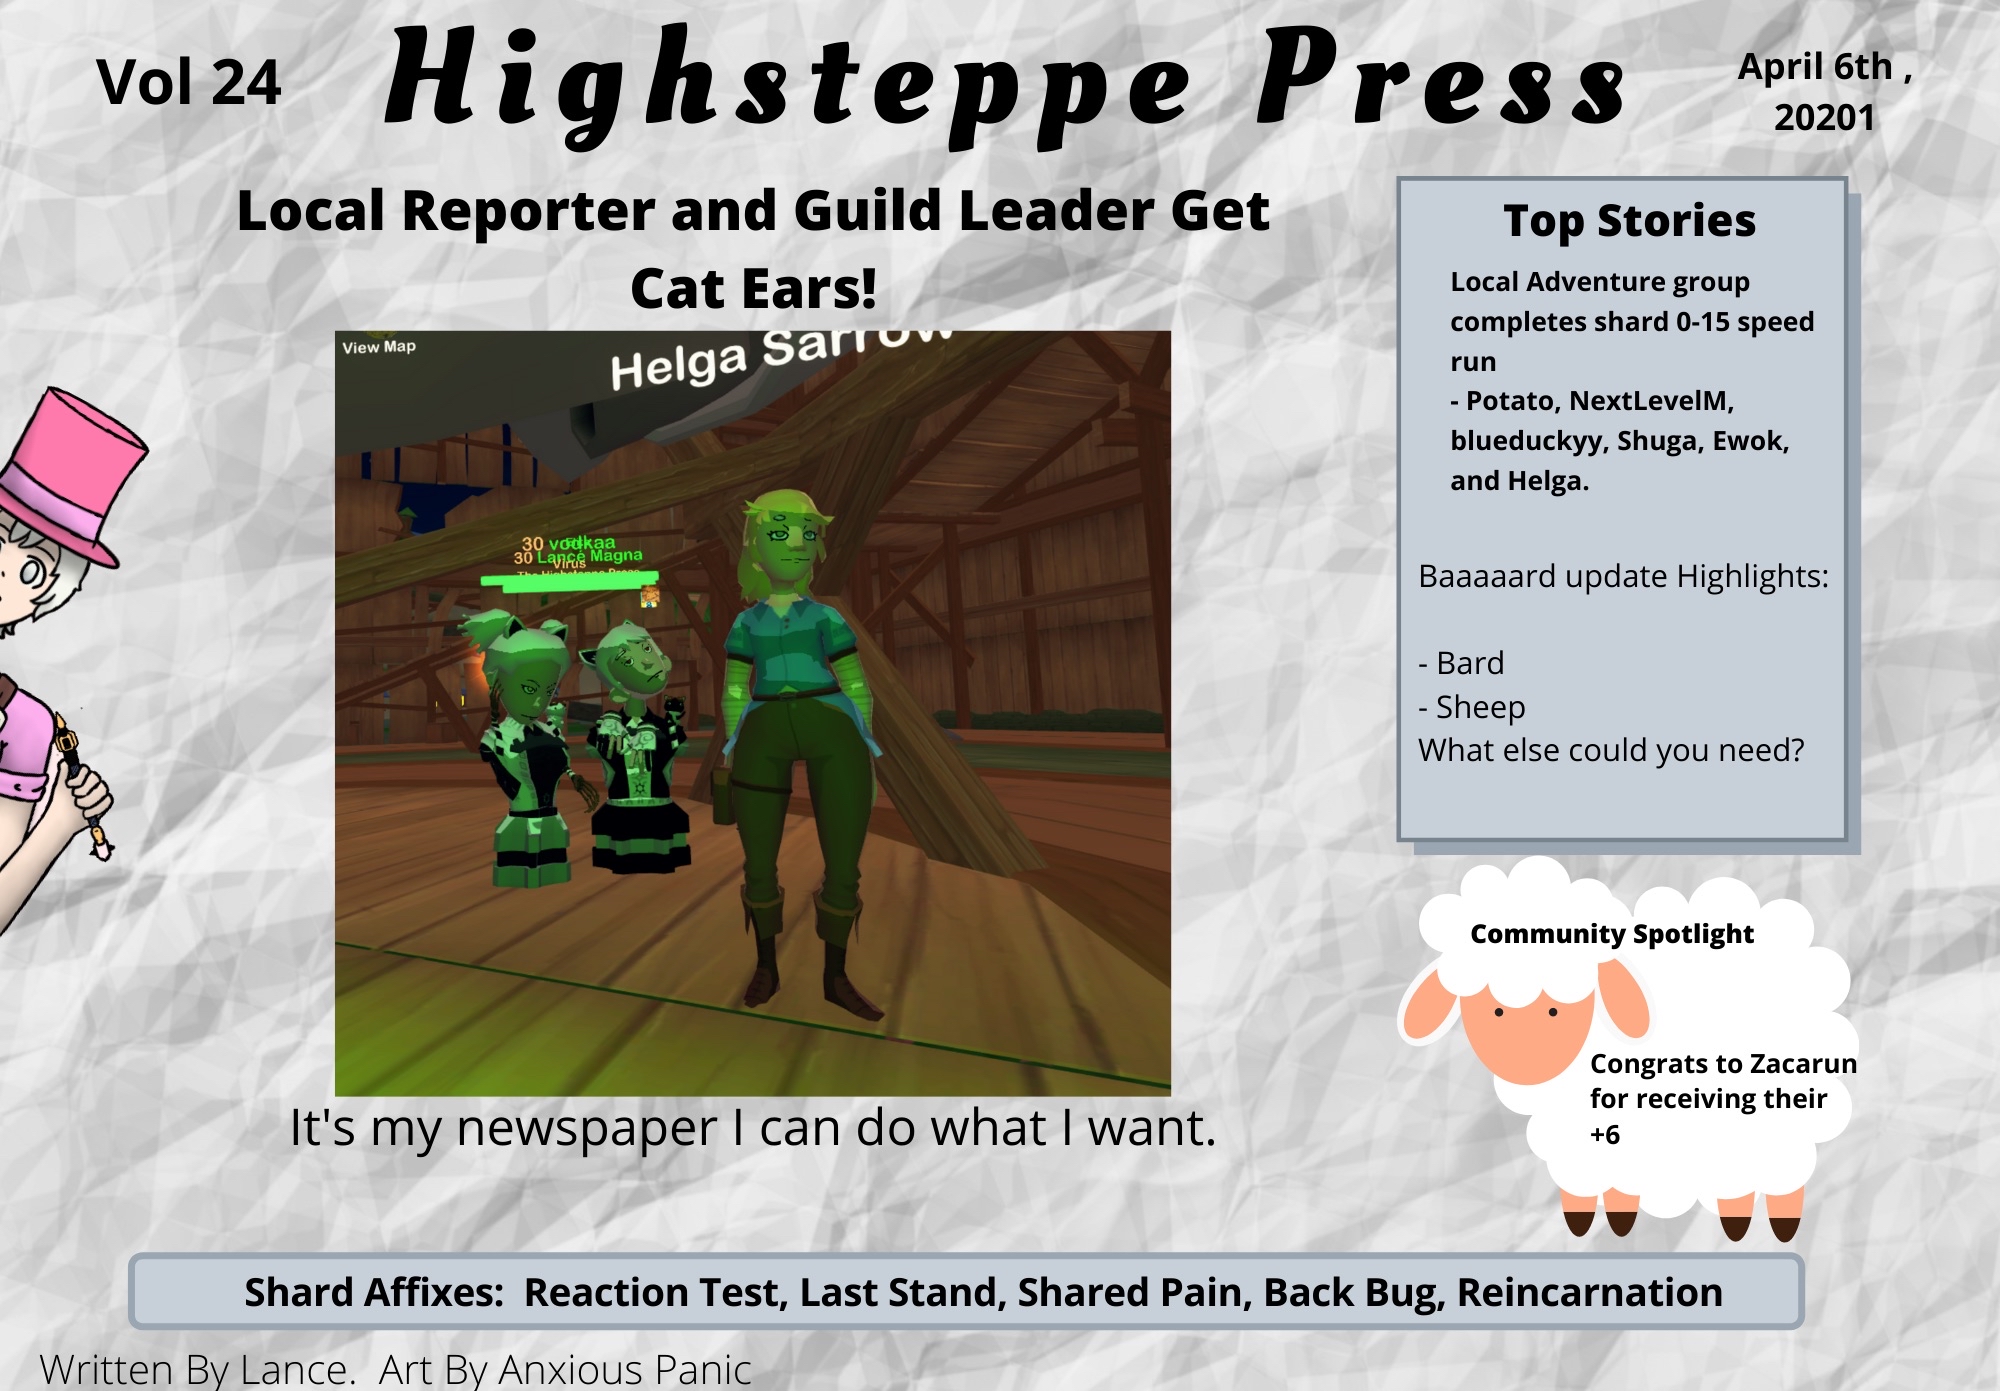 Vol 24
Highsteppe Press
April 6th ,
20201
Local Reporter and Guild Leader Get
Cat Ears!
View Map
Helga Sarrow
30 vodkaa
30 Lance Magna
Virus
The Highsteppe Press
It's my newspaper I can do what I want.
Top Stories
Local Adventure group
completes shard 0-15 speed
run
- Potato, NextLevelM,
blueduckyy, Shuga, Ewok,
and Helga.
Baaaaard update Highlights:
- Bard
- Sheep
What else could you need?
Community Spotlight
Congrats to Zacarun
for receiving their
+6
Shard Affixes: Reaction Test, Last Stand, Shared Pain, Back Bug, Reincarnation
Written By Lance. Art By Anxious Panic